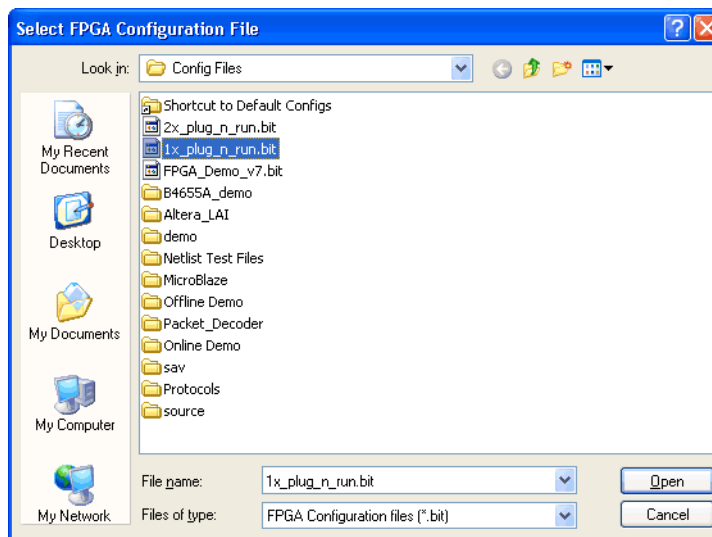 Select FPGA Configuration File
Look in:
Config Files
My Recent
Documents
Desktop
My Documents
My Computer
My Network
Shortcut to Default Configs
2x_plug_n_run.bit
1x_plug_n_run.bit
FPGA_Demo_v7.bit
B4655A_demo
Altera_LAI
demo
Netlist Test Files
MicroBlaze
Offline Demo
Packet_Decoder
Online Demo
sav
Protocols
source
File name:
1x_plug_n_run.bit
Open
Files of type:
FPGA Configuration files (*.bit)
Cancel